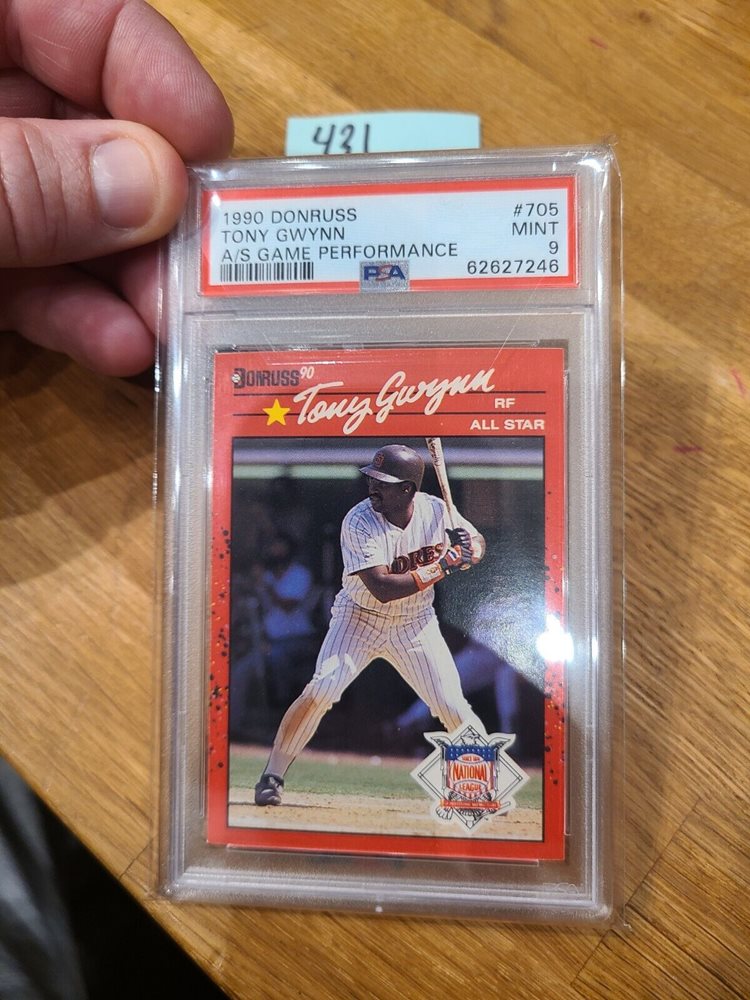 431
1990 DONRUSS #705
TONY GWYNN MINT
A/S GAME PERFORMANCE 9
PSA 62627246
DONRUSS 90
Tony Gwynn
RF
ALL STAR
DRES
NATIONAL
LEAGUE